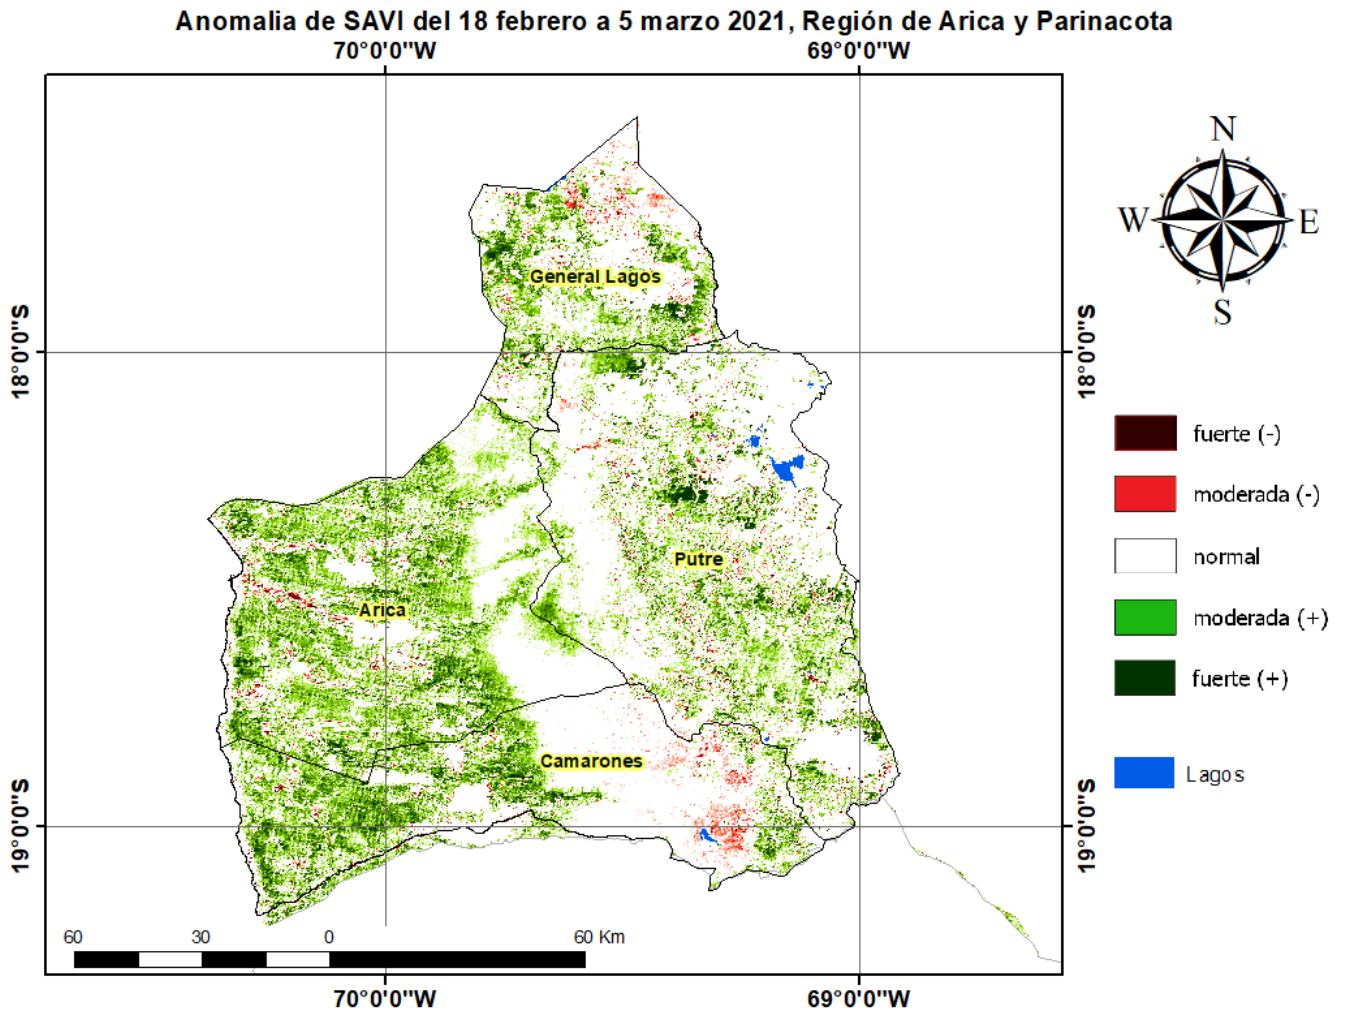 Anomalia de SAVI del 18 febrero a 5 marzo 2021, Región de Arica y Parinacota
70°0'0"W 69°0'0"W
N
W E
S
General Lagos
18°0'0"S 18°0'0"S
fuerte (-)
moderada (-)
normal
Putre
Arica
moderada (+)
fuerte (+)
Camarones
Lagos
19°0'0"S 19°0'0"S
60 30 0 60 Km
70°0'0"W 69°0'0"W